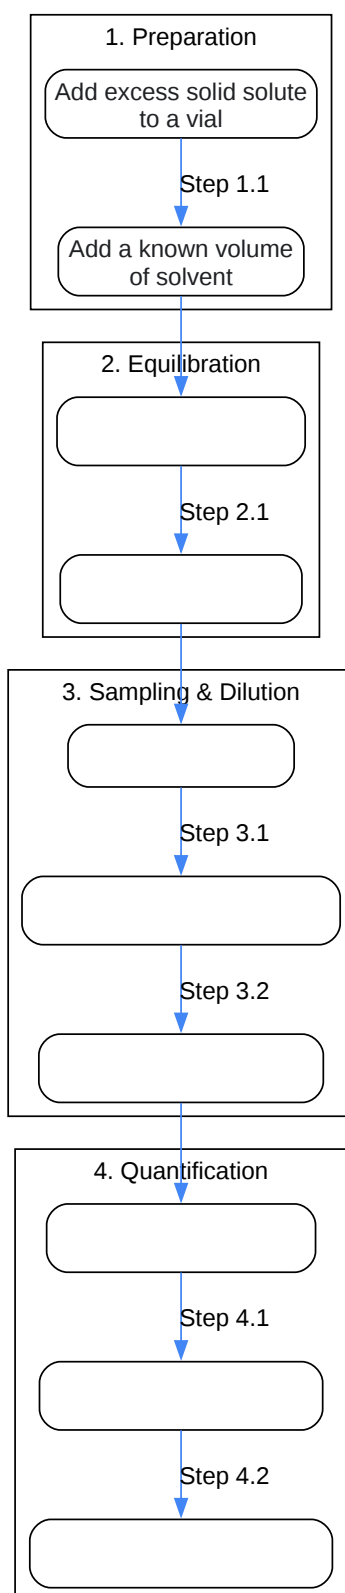 1. Preparation
Add excess solid solute
to a vial
Step 1.1
Add a known volume
of solvent
2. Equilibration
Step 2.1
3. Sampling & Dilution
Step 3.1
Step 3.2
4. Quantification
Step 4.1
Step 4.2